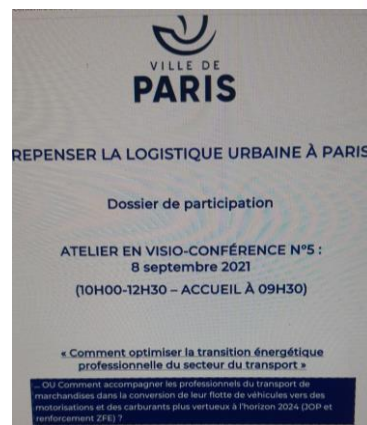 VILLE DE
PARIS
REPENSER LA LOGISTIQUE URBAINE À PARIS
Dossier de participation
ATELIER EN VISIO-CONFÉRENCE N°5 :
8 septembre 2021
(10H00-12H30 – ACCUEIL À 09H30)
« Comment optimiser la transition énergétique
professionnelle du secteur du transport »
... OU Comment accompagner les professionnels du transport de
marchandises dans la conversion de leur flotte de véhicules vers des
motorisations et des carburants plus vertueux à l'horizon 2024 (JOP et
renforcement ZFE) ?